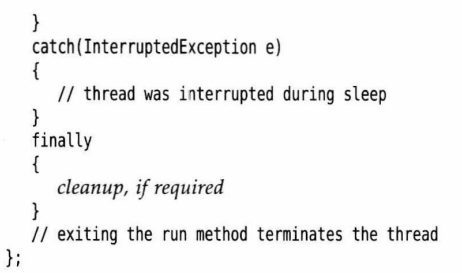 }
catch(InterruptedException e)
{
// thread was interrupted during sleep
}
finally
{
cleanup, if required
}
// exiting the run method terminates the thread
};